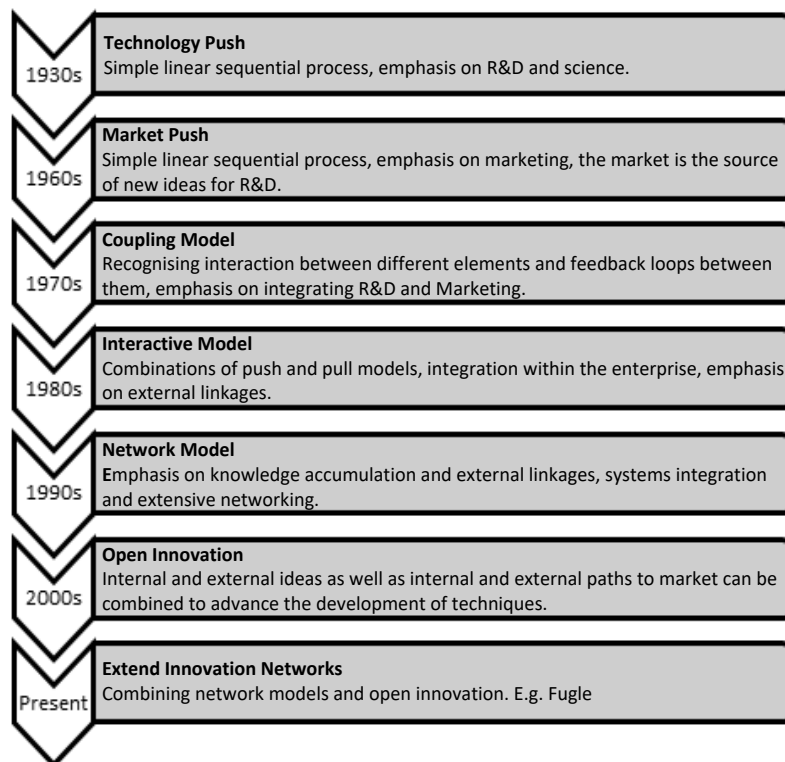 Technology Push
1930s
Simple linear sequential process, emphasis on R&D and science.
Market Push
Simple linear sequential process, emphasis on marketing, the market is the source
1960s
of new ideas for R&D.
Coupling Model
Recognising interaction between different elements and feedback loops between
1970s
them, emphasis on integrating R&D and Marketing.
Interactive Model
Combinations of push and pull models, integration within the enterprise, emphasis
1980s
on external linkages.
Network Model
Emphasis on knowledge accumulation and external linkages, systems integration
1990s
and extensive networking.
Open Innovation
Internal and external ideas as well as internal and external paths to market can be
2000s
combined to advance the development of techniques.
Extend Innovation Networks
Present
Combining network models and open innovation. E.g. Fugle